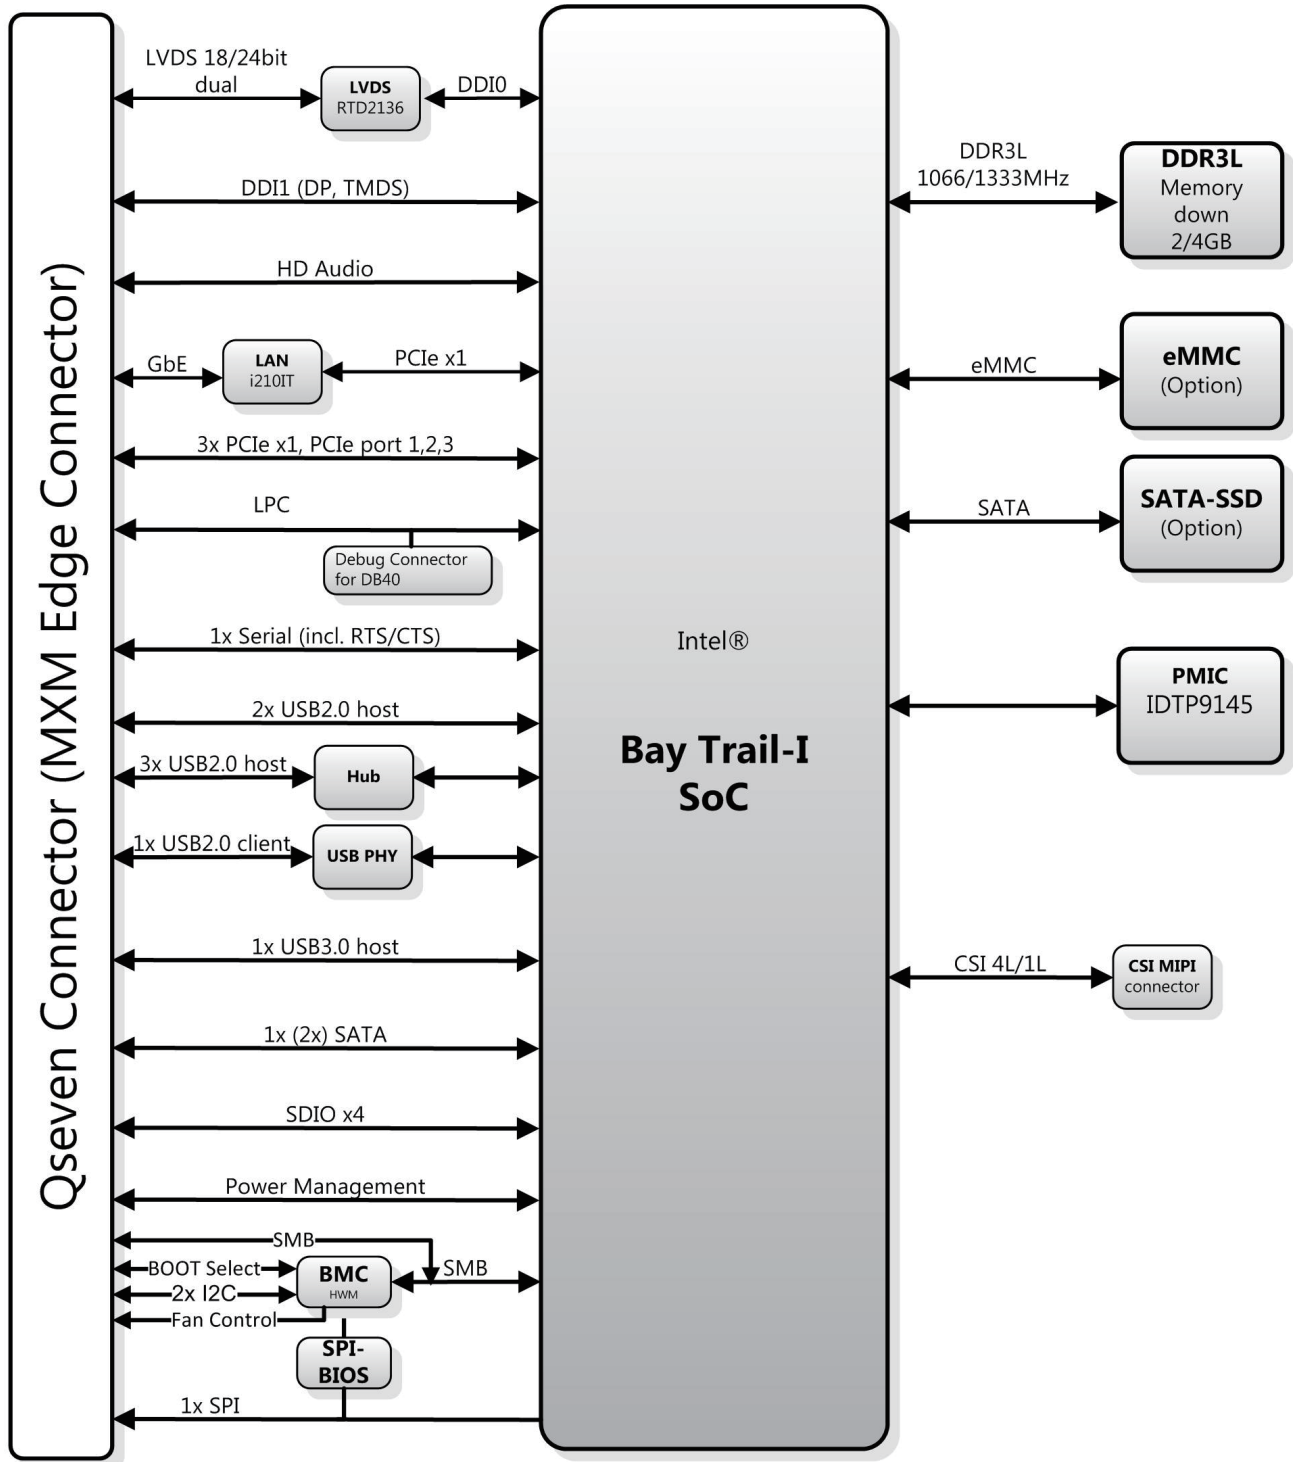 Qseven Connector (MXM Edge Connector)
LVDS 18/24bit
dual
LVDS
RTD2136
DDI0
DDI1 (DP, TMDS)
HD Audio
GbE
LAN
i210IT
PCIe x1
3x PCIe x1, PCIe port 1,2,3
LPC
Debug Connector
for DB40
1x Serial (incl. RTS/CTS)
2x USB2.0 host
3x USB2.0 host
Hub
1x USB2.0 client
USB PHY
1x USB3.0 host
1x (2x) SATA
SDIO x4
Power Management
SMB
BOOT Select
2x I2C
Fan Control
BMC
HWM
SMB
SPI-
BIOS
1x SPI
Intel®
Bay Trail-I
SoC
DDR3L
1066/1333MHz
DDR3L
Memory
down
2/4GB
eMMC
eMMC
(Option)
SATA
SATA-SSD
(Option)
PMIC
IDTP9145
CSI 4L/1L
CSI MIPI
connector